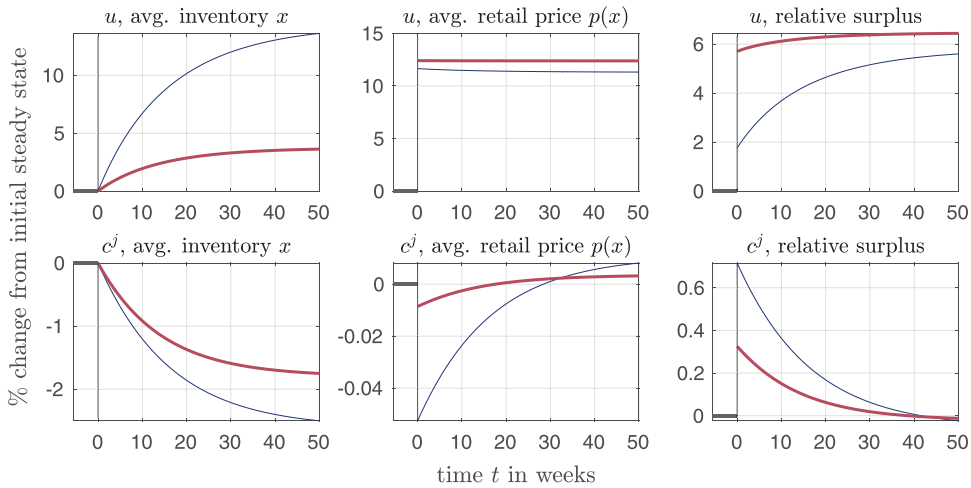 u, avg. inventory x
u, avg. retail price p(x)
u, relative surplus
10
5
0
0 10 20 30 40 50
15
10
5
0
0 10 20 30 40 50
6
4
2
0
0 10 20 30 40 50
% change from initial steady state
c^j, avg. inventory x
c^j, avg. retail price p(x)
c^j, relative surplus
0
-1
-2
0 10 20 30 40 50
0
-0.02
-0.04
0 10 20 30 40 50
0.6
0.4
0.2
0
0 10 20 30 40 50
time t in weeks